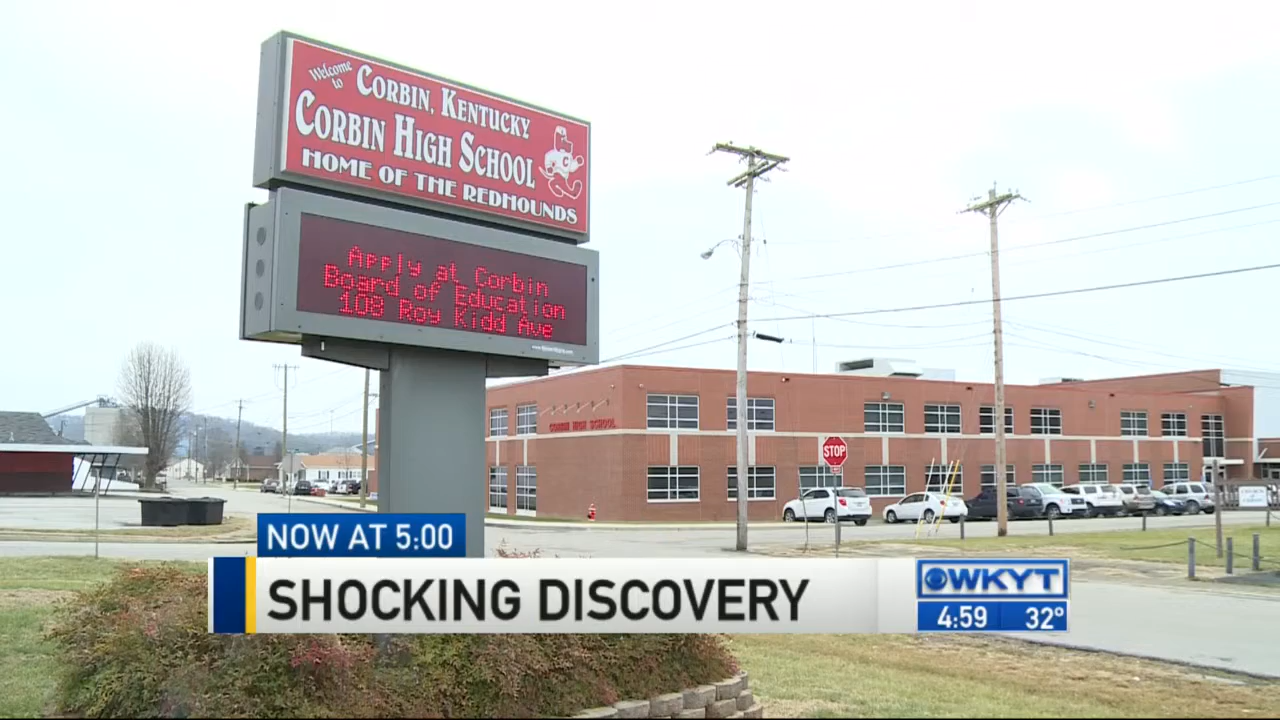 Welcome
to
CORBIN, KENTUCKY
CORBIN HIGH SCHOOL
HOME OF THE REDHOUNDS
Apply at Corbin
Board of Education
108 Roy Kidd Ave
CORBIN HIGH SCHOOL
STOP
NOW AT 5:00
SHOCKING DISCOVERY
WKYT
4:59 32°